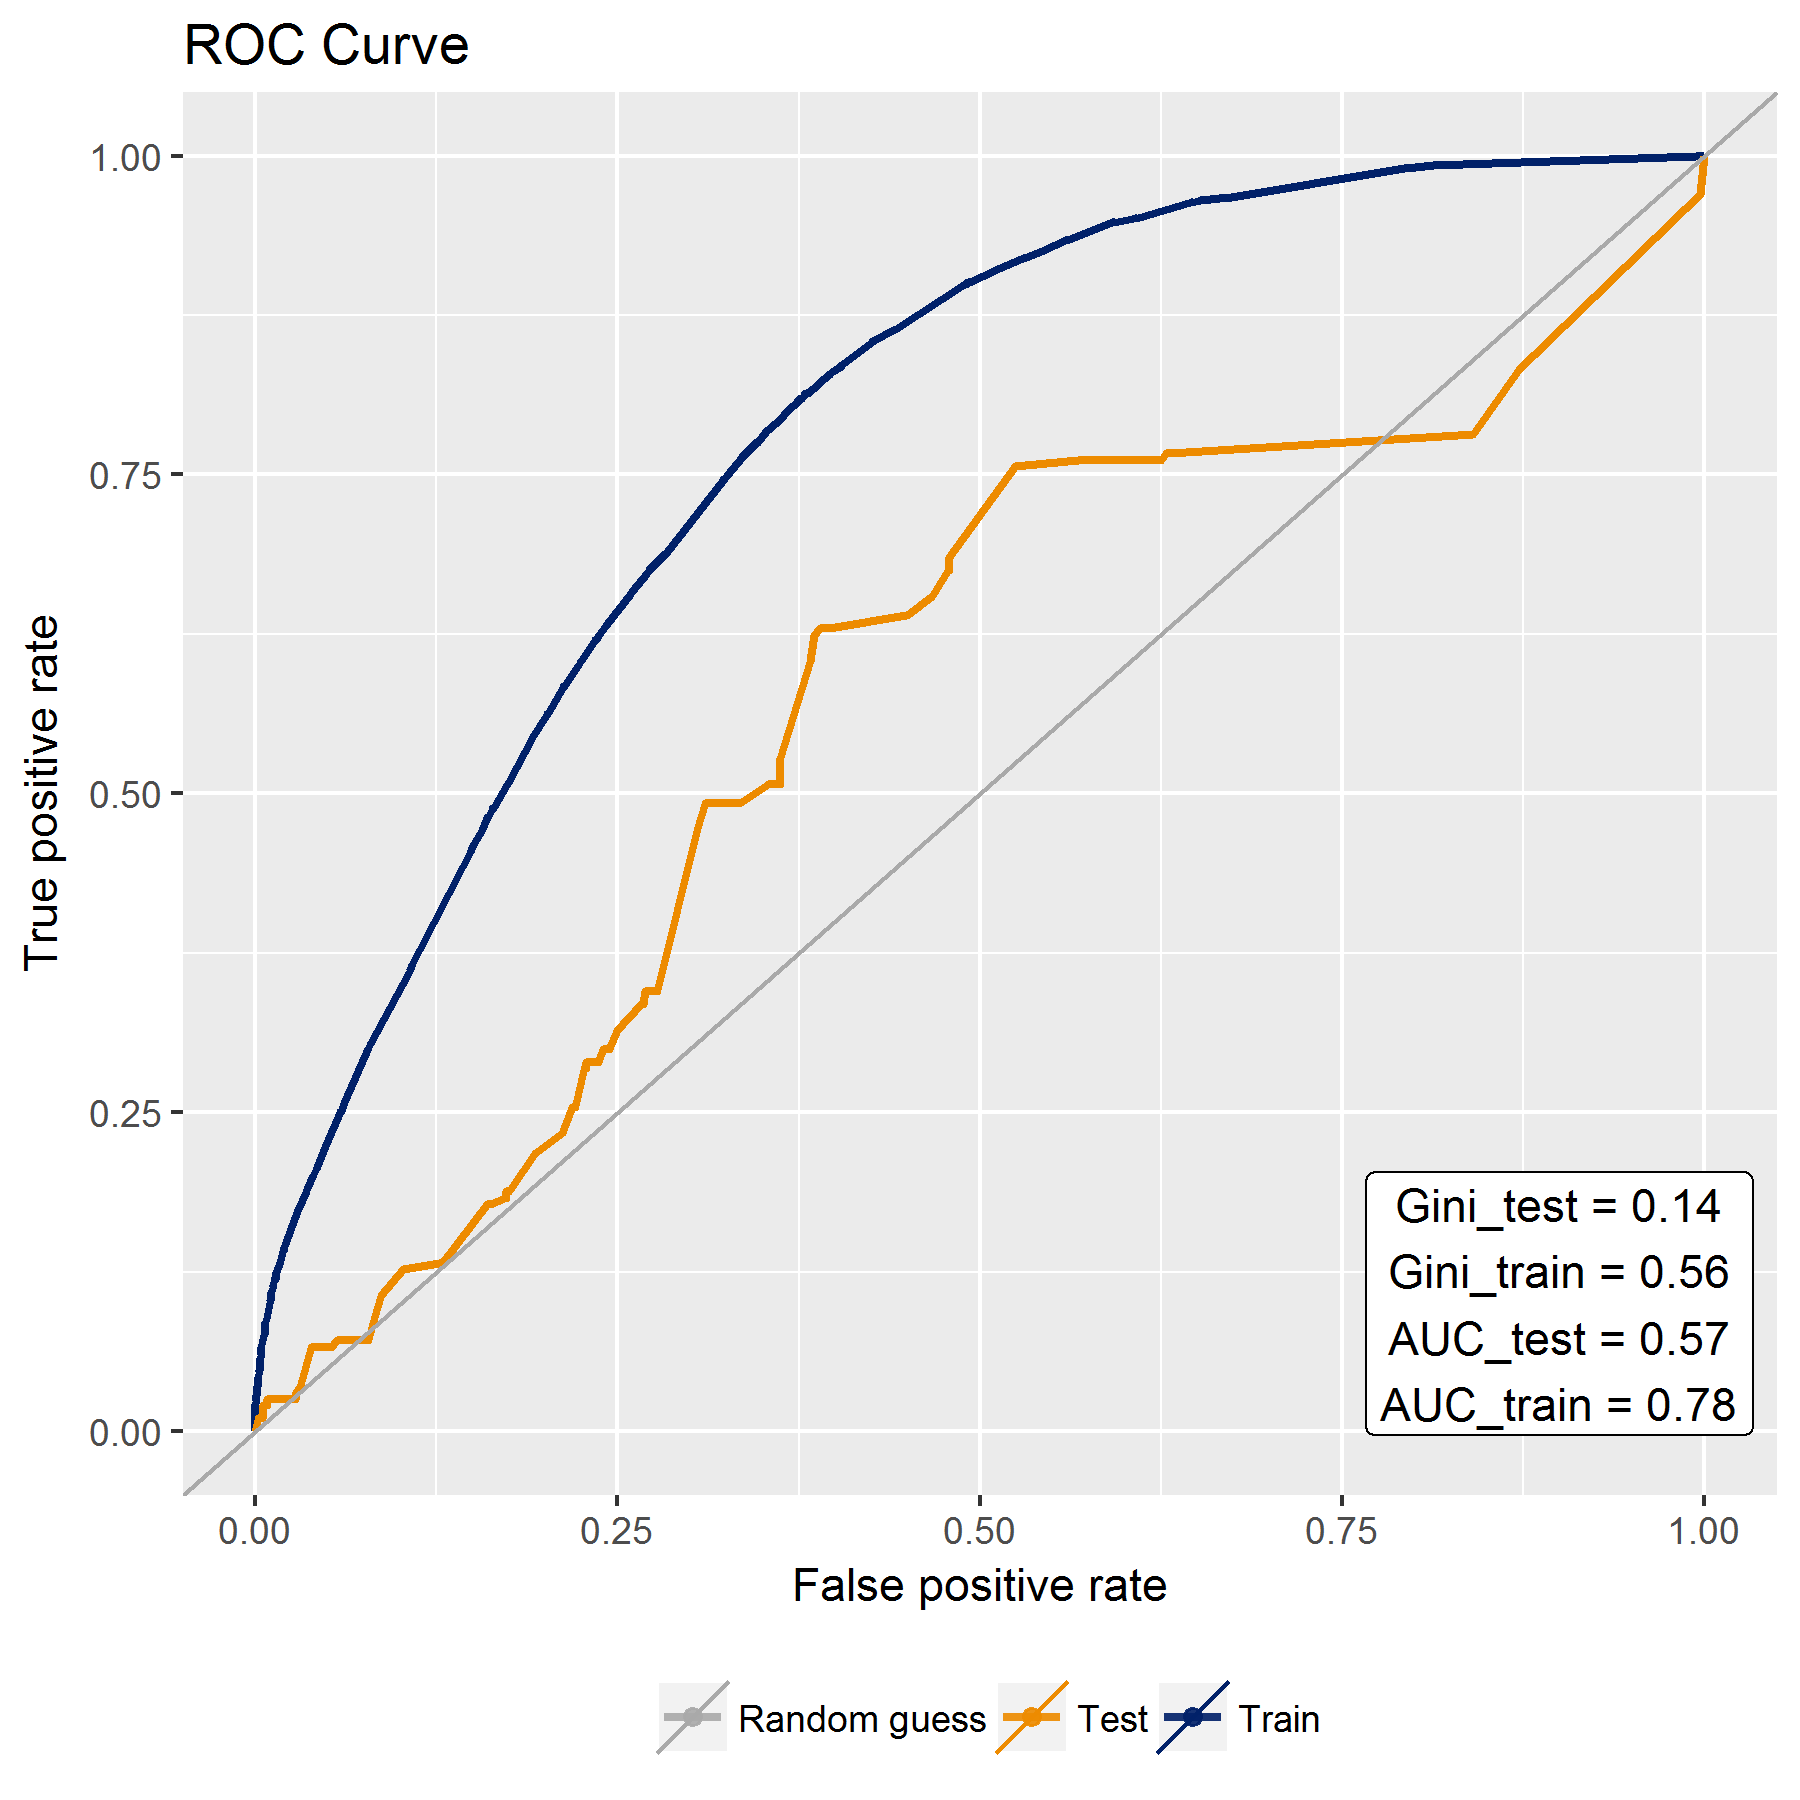 ROC Curve
True positive rate
1.00
0.75
0.50
0.25
0.00
Gini_test = 0.14
Gini_train = 0.56
AUC_test = 0.57
AUC_train = 0.78
0.00 0.25 0.50 0.75 1.00
False positive rate
Random guess Test Train